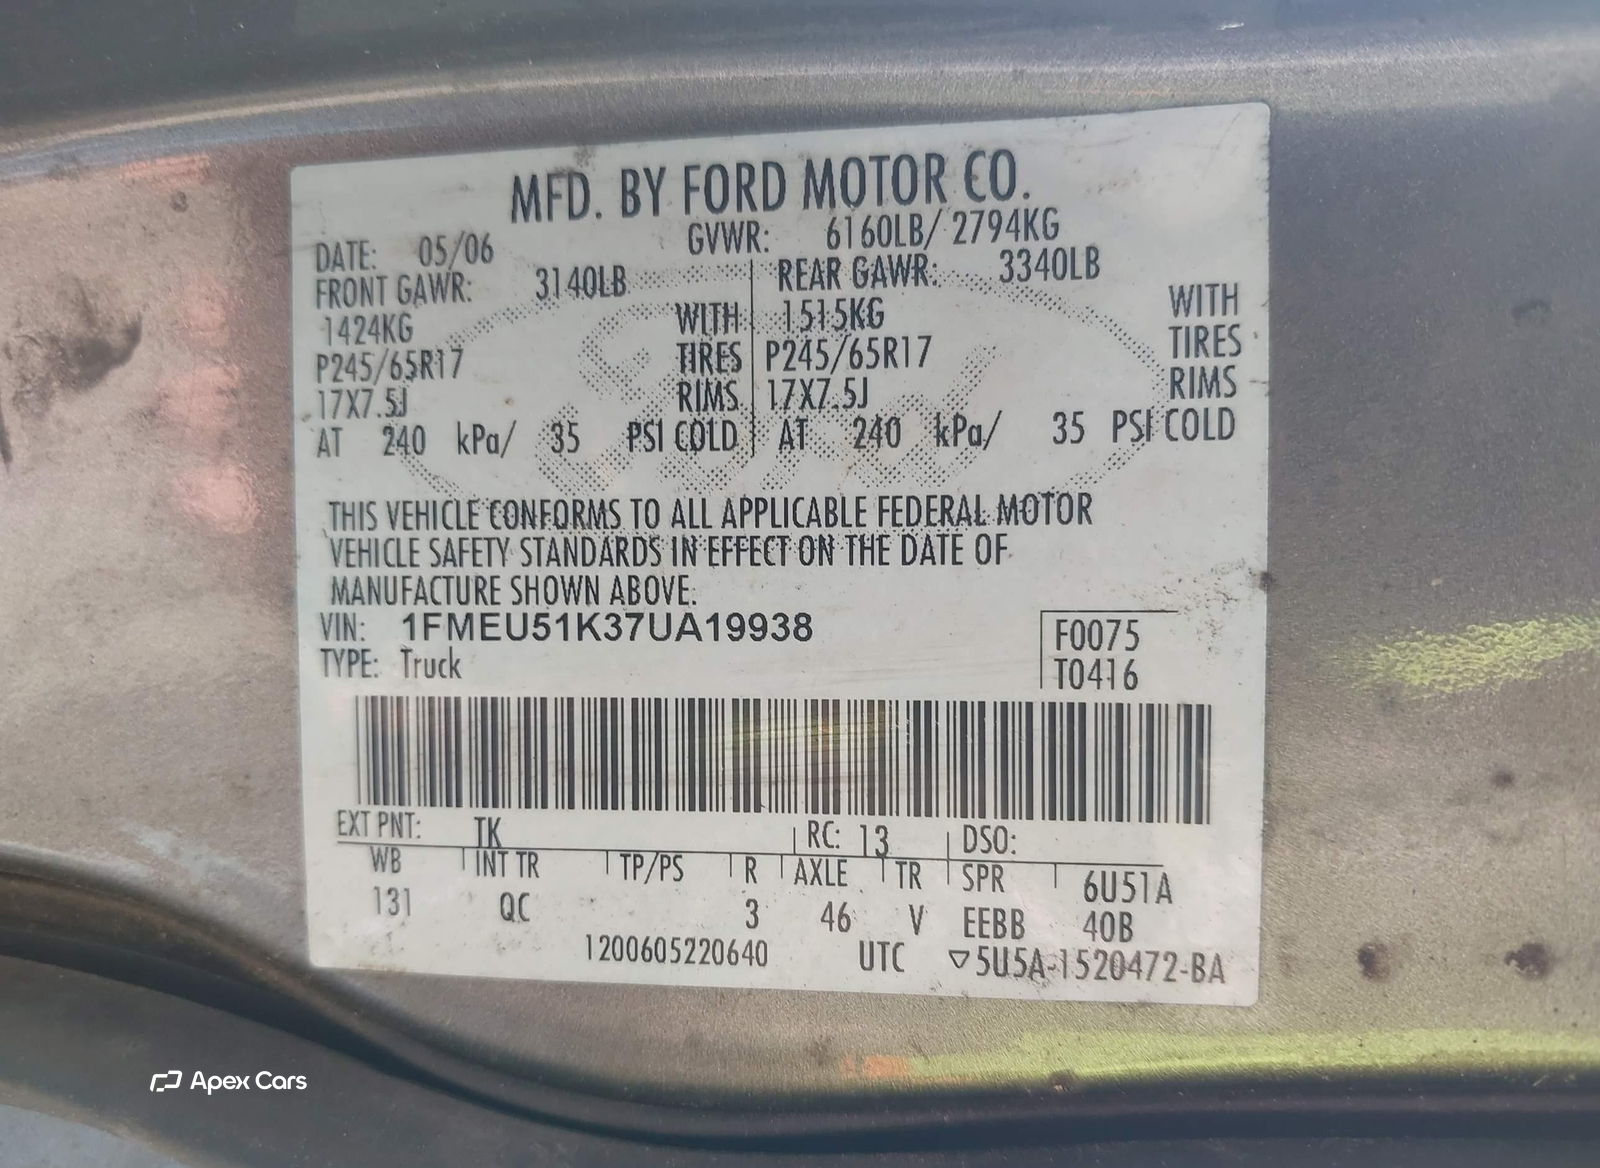 MFD. BY FORD MOTOR CO.
DATE: 05/06 GVWR: 6160LB/ 2794KG
FRONT GAWR: 3140LB REAR GAWR: 3340LB
1424KG WITH 1515KG WITH
P245/65R17 TIRES P245/65R17 TIRES
17X7.5J RIMS 17X7.5J RIMS
AT 240 kPa/ 35 PSI COLD AT 240 kPa/ 35 PSI COLD
THIS VEHICLE CONFORMS TO ALL APPLICABLE FEDERAL MOTOR
VEHICLE SAFETY STANDARDS IN EFFECT ON THE DATE OF
MANUFACTURE SHOWN ABOVE.
VIN: 1FMEU51K37UA19938 F0075
TYPE: Truck T0416
EXT PNT: TK RC: 13 DSO:
WB INT TR TP/PS R AXLE TR SPR 6U51A
131 QC 3 46 V EEBB 40B
1200605220640 UTC ▽5U5A-1520472-BA
Apex Cars